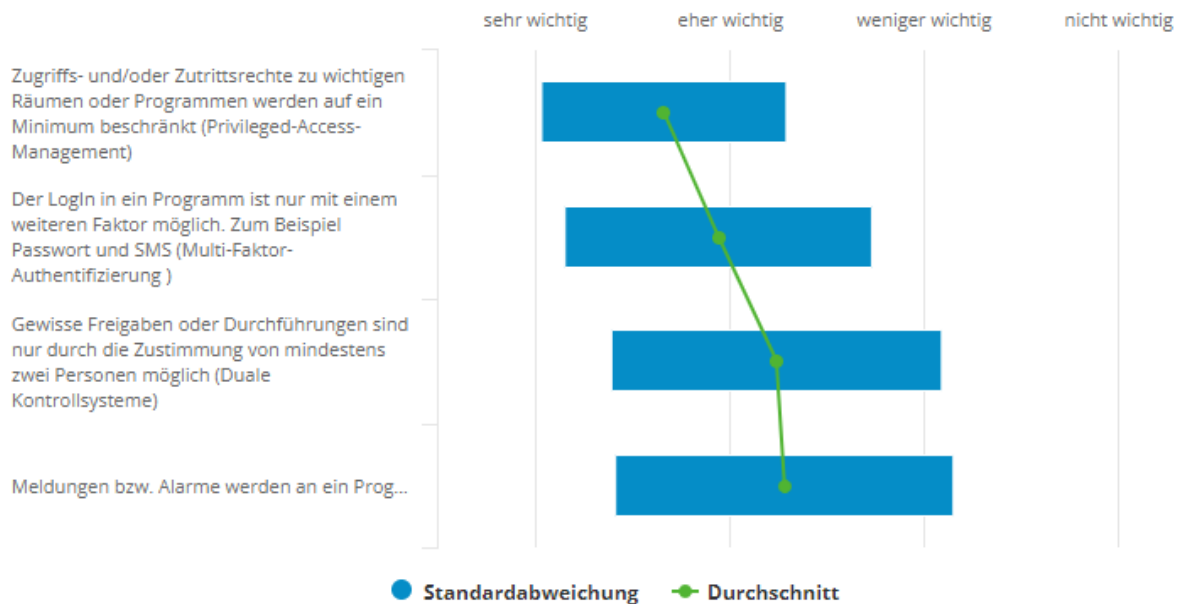 sehr wichtig eher wichtig weniger wichtig nicht wichtig
Zugriffs- und/oder Zutrittsrechte zu wichtigen
Räumen oder Programmen werden auf ein
Minimum beschränkt (Privileged-Access-
Management)
Der LogIn in ein Programm ist nur mit einem
weiteren Faktor möglich. Zum Beispiel
Passwort und SMS (Multi-Faktor-
Authentifizierung )
Gewisse Freigaben oder Durchführungen sind
nur durch die Zustimmung von mindestens
zwei Personen möglich (Duale
Kontrollsysteme)
Meldungen bzw. Alarme werden an ein Prog...
Standardabweichung Durchschnitt